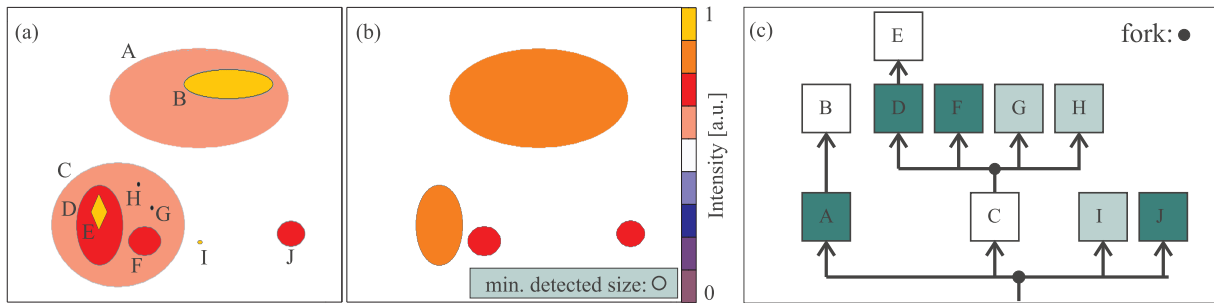 (a)
A
B
C
D
E
F
G
H
I
J
(b)
min. detected size:
1
Intensity [a.u.]
0
(c)
fork:
E
B
D
F
G
H
A
C
I
J